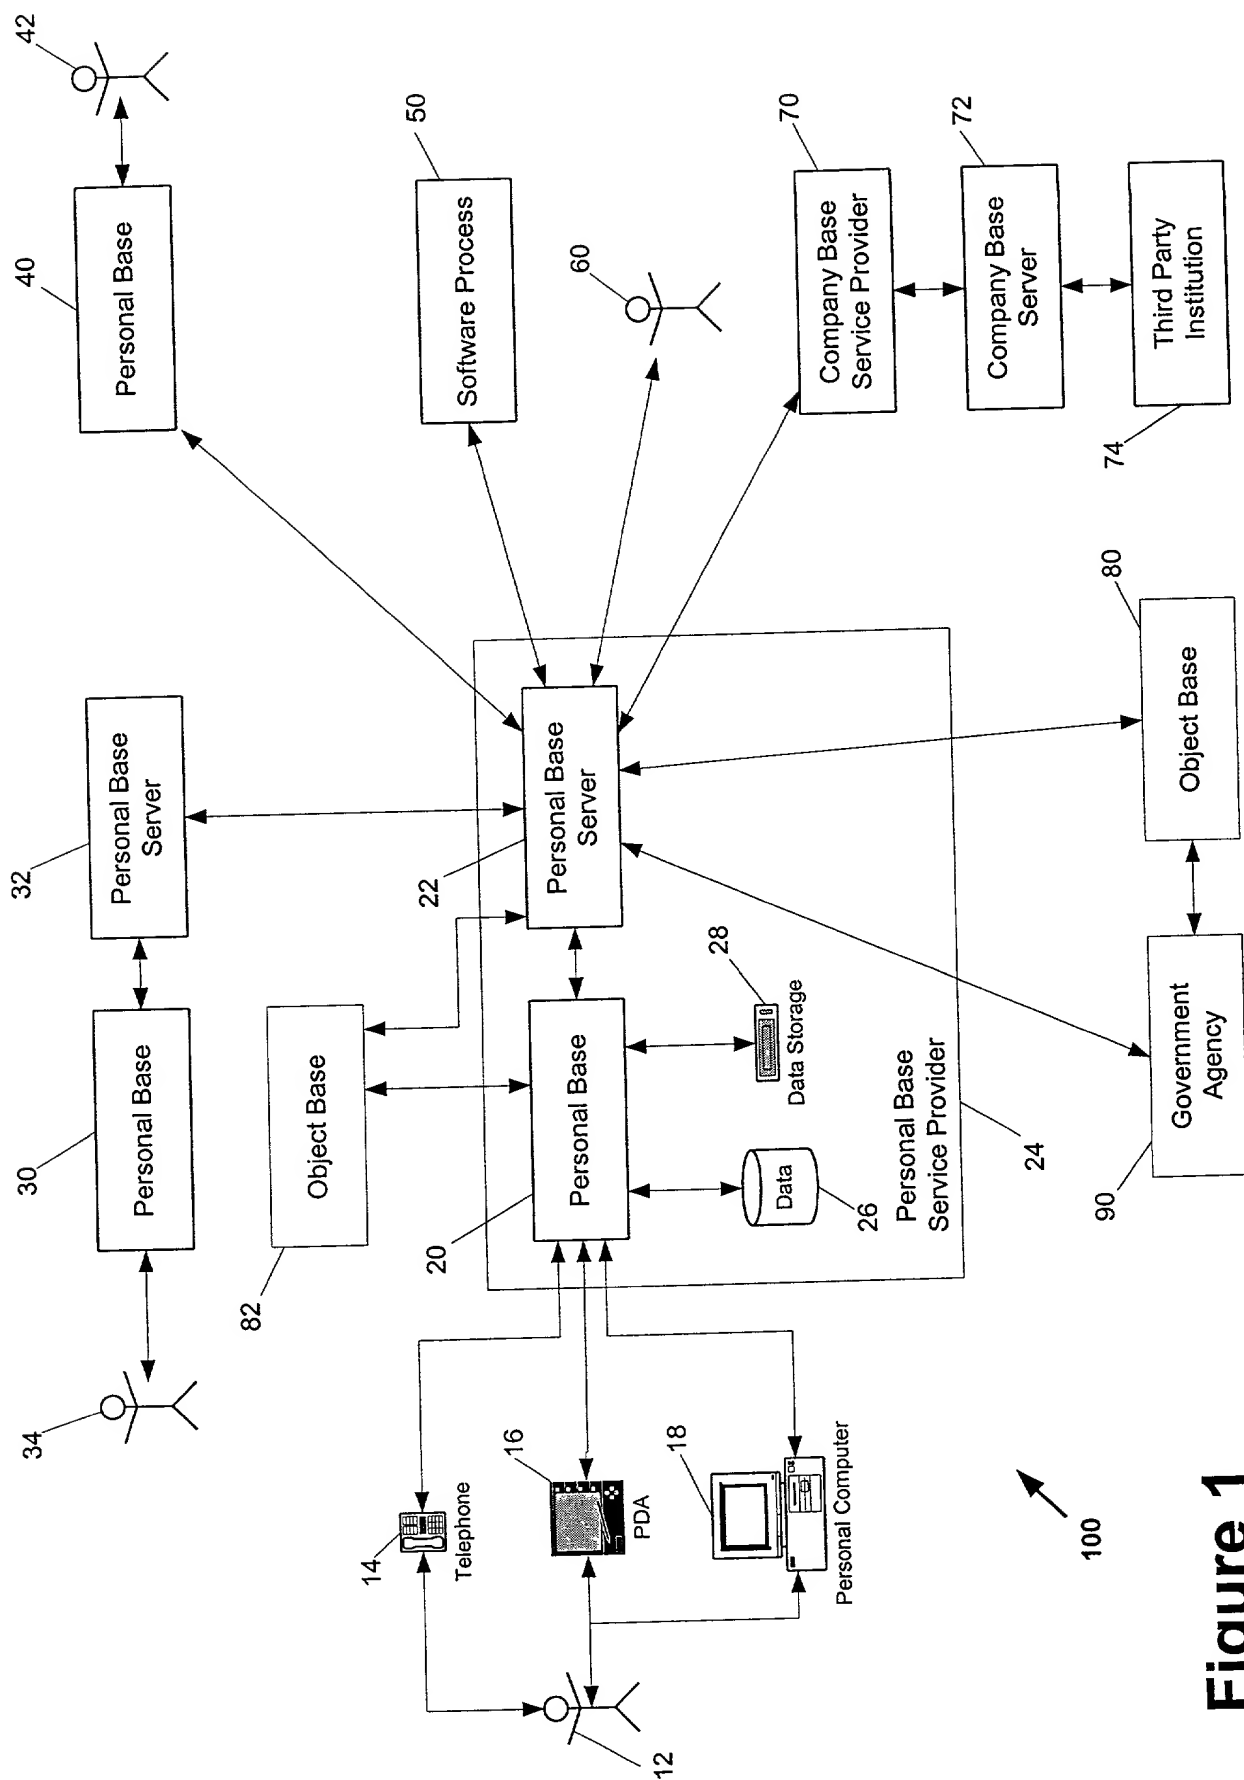 34
30
Personal Base
32
Personal Base
Server
40
Personal Base
42
82
Object Base
50
Software Process
14
Telephone
20
Personal Base
22
Personal Base
Server
60
16
PDA
12
18
Personal Computer
26
Data
28
Data Storage
Personal Base
Service Provider
24
70
Company Base
Service Provider
72
Company Base
Server
74
Third Party
Institution
80
Object Base
90
Government
Agency
100
Figure 1